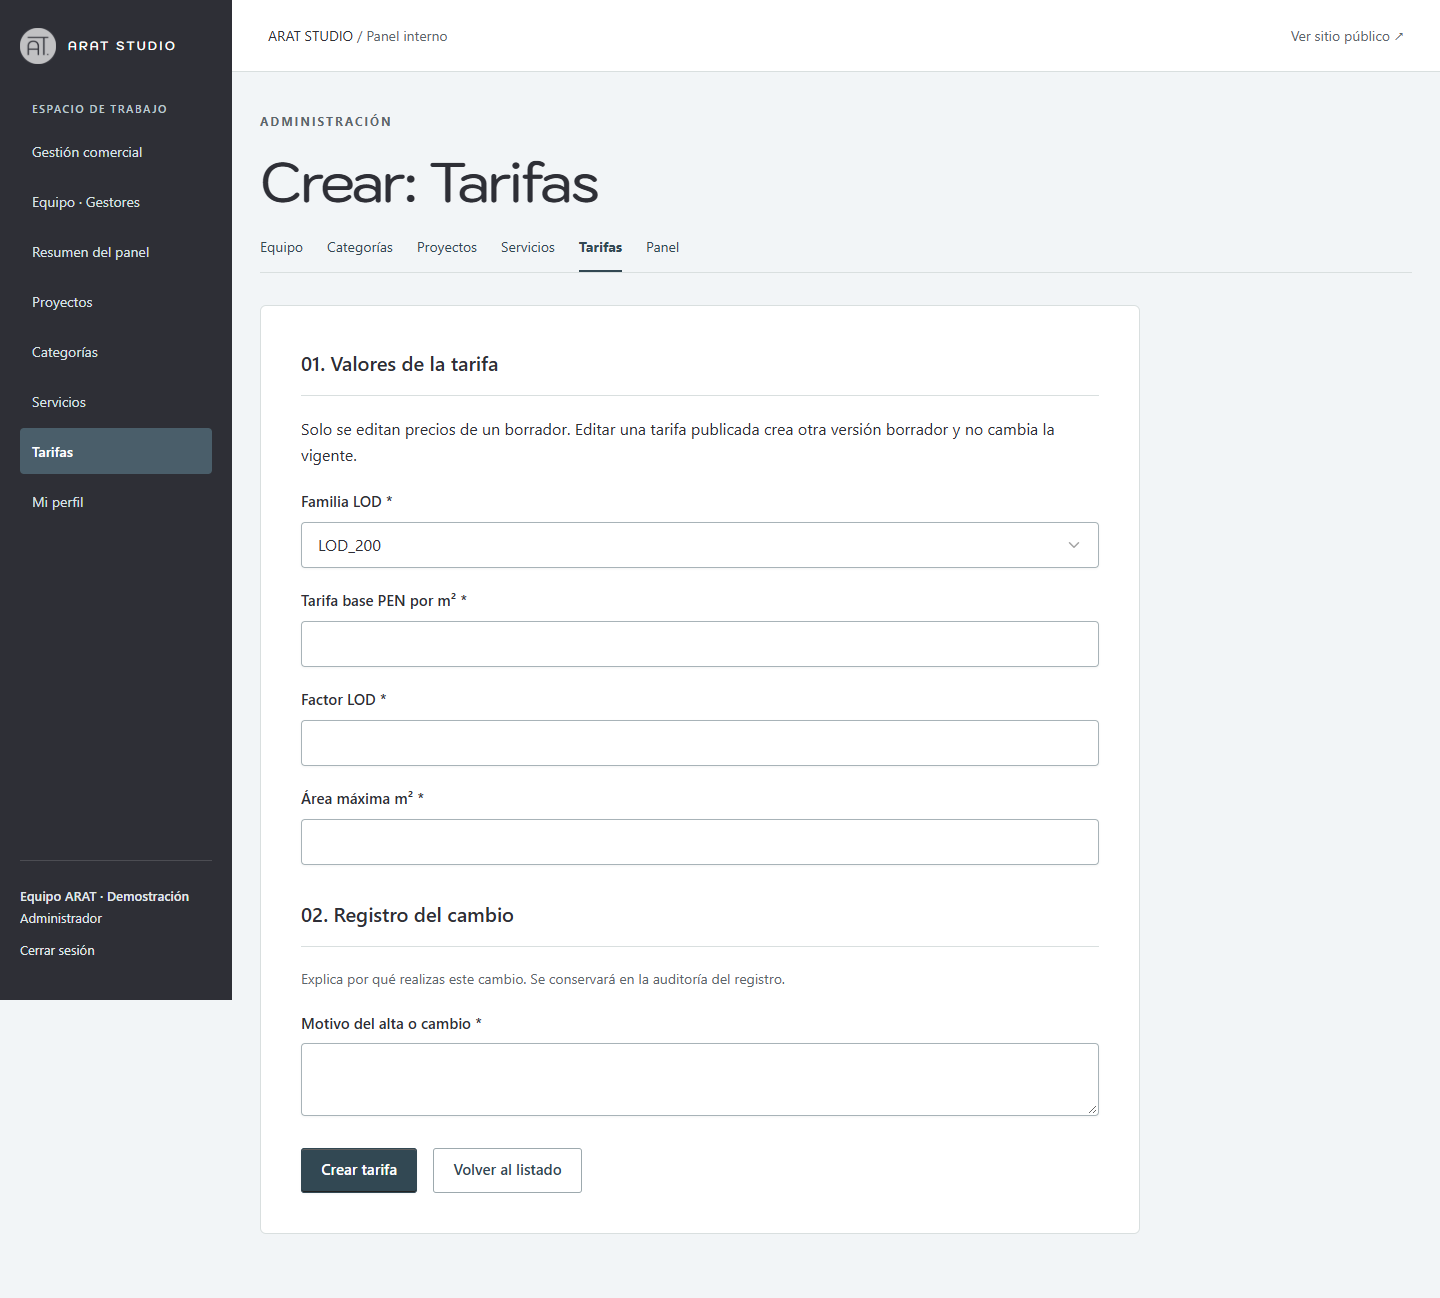 AT.
ARAT STUDIO
ESPACIO DE TRABAJO
Gestión comercial
Equipo · Gestores
Resumen del panel
Proyectos
Categorías
Servicios
Tarifas
Mi perfil
Equipo ARAT · Demostración
Administrador
Cerrar sesión
ARAT STUDIO / Panel interno
Ver sitio público ↗
ADMINISTRACIÓN
Crear: Tarifas
Equipo Categorías Proyectos Servicios Tarifas Panel
01. Valores de la tarifa
Solo se editan precios de un borrador. Editar una tarifa publicada crea otra versión borrador y no cambia la
vigente.
Familia LOD *
LOD_200
Tarifa base PEN por m² *
Factor LOD *
Área máxima m² *
02. Registro del cambio
Explica por qué realizas este cambio. Se conservará en la auditoría del registro.
Motivo del alta o cambio *
Crear tarifa Volver al listado